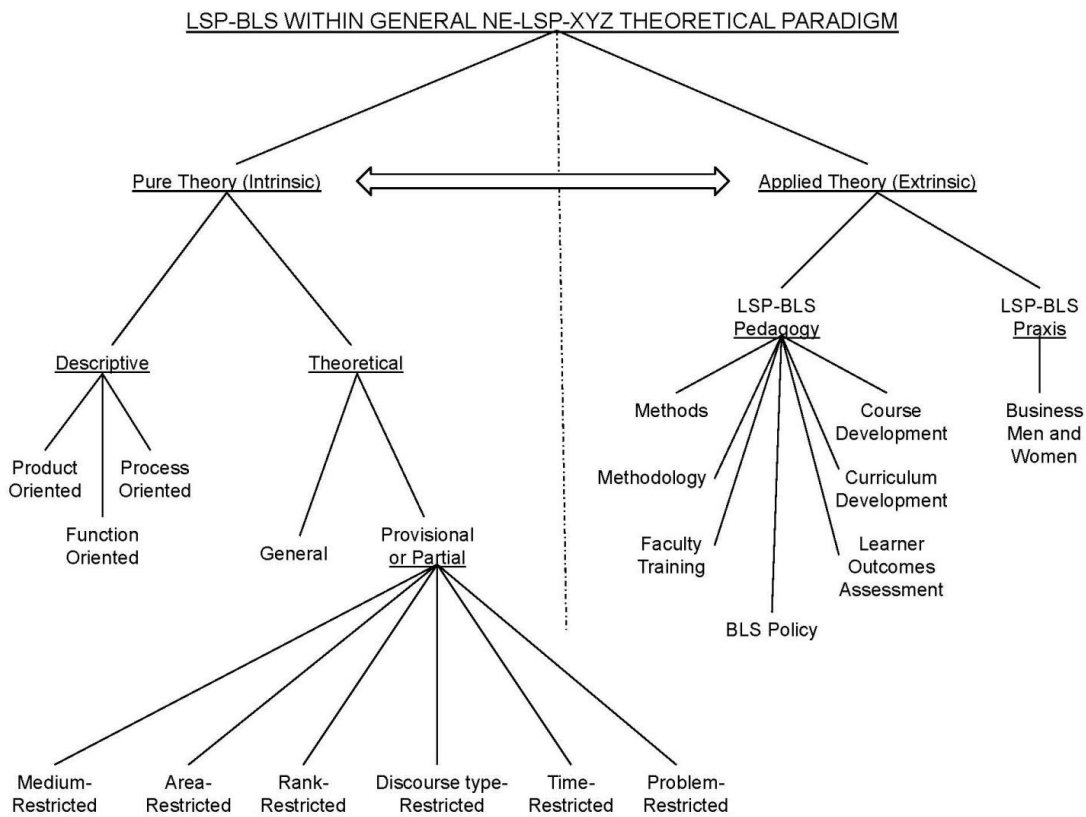 LSP-BLS WITHIN GENERAL NE-LSP-XYZ THEORETICAL PARADIGM
Pure Theory (Intrinsic)
Applied Theory (Extrinsic)
LSP-BLS
Pedagogy
LSP-BLS
Praxis
Descriptive
Theoretical
Methods
Course
Development
Business
Men and
Women
Product
Oriented
Process
Oriented
Methodology
Curriculum
Development
Function
Oriented
General
Provisional
or Partial
Faculty
Training
Learner
Outcomes
Assessment
BLS Policy
Medium-
Restricted
Area-
Restricted
Rank-
Restricted
Discourse type-
Restricted
Time-
Restricted
Problem-
Restricted